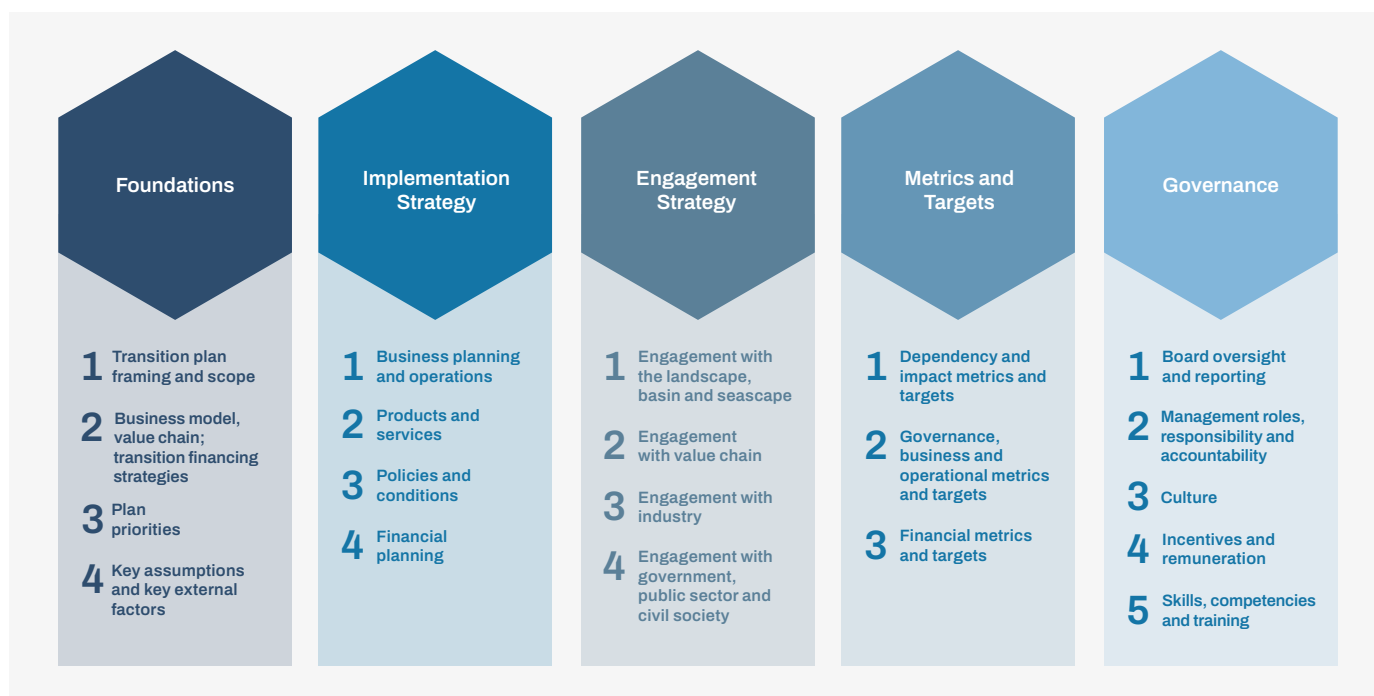 Foundations
1 Transition plan
framing and scope
2 Business model,
value chain;
transition financing
strategies
3 Plan
priorities
4 Key assumptions
and key external
factors
Implementation
Strategy
1 Business planning
and operations
2 Products and
services
3 Policies and
conditions
4 Financial
planning
Engagement
Strategy
1 Engagement with
the landscape,
basin and seascape
2 Engagement
with value chain
3 Engagement with
industry
4 Engagement with
government,
public sector and
civil society
Metrics and
Targets
1 Dependency and
impact metrics and
targets
2 Governance,
business and
operational metrics
and targets
3 Financial metrics
and targets
Governance
1 Board oversight
and reporting
2 Management roles,
responsibility and
accountability
3 Culture
4 Incentives and
remuneration
5 Skills, competencies
and training